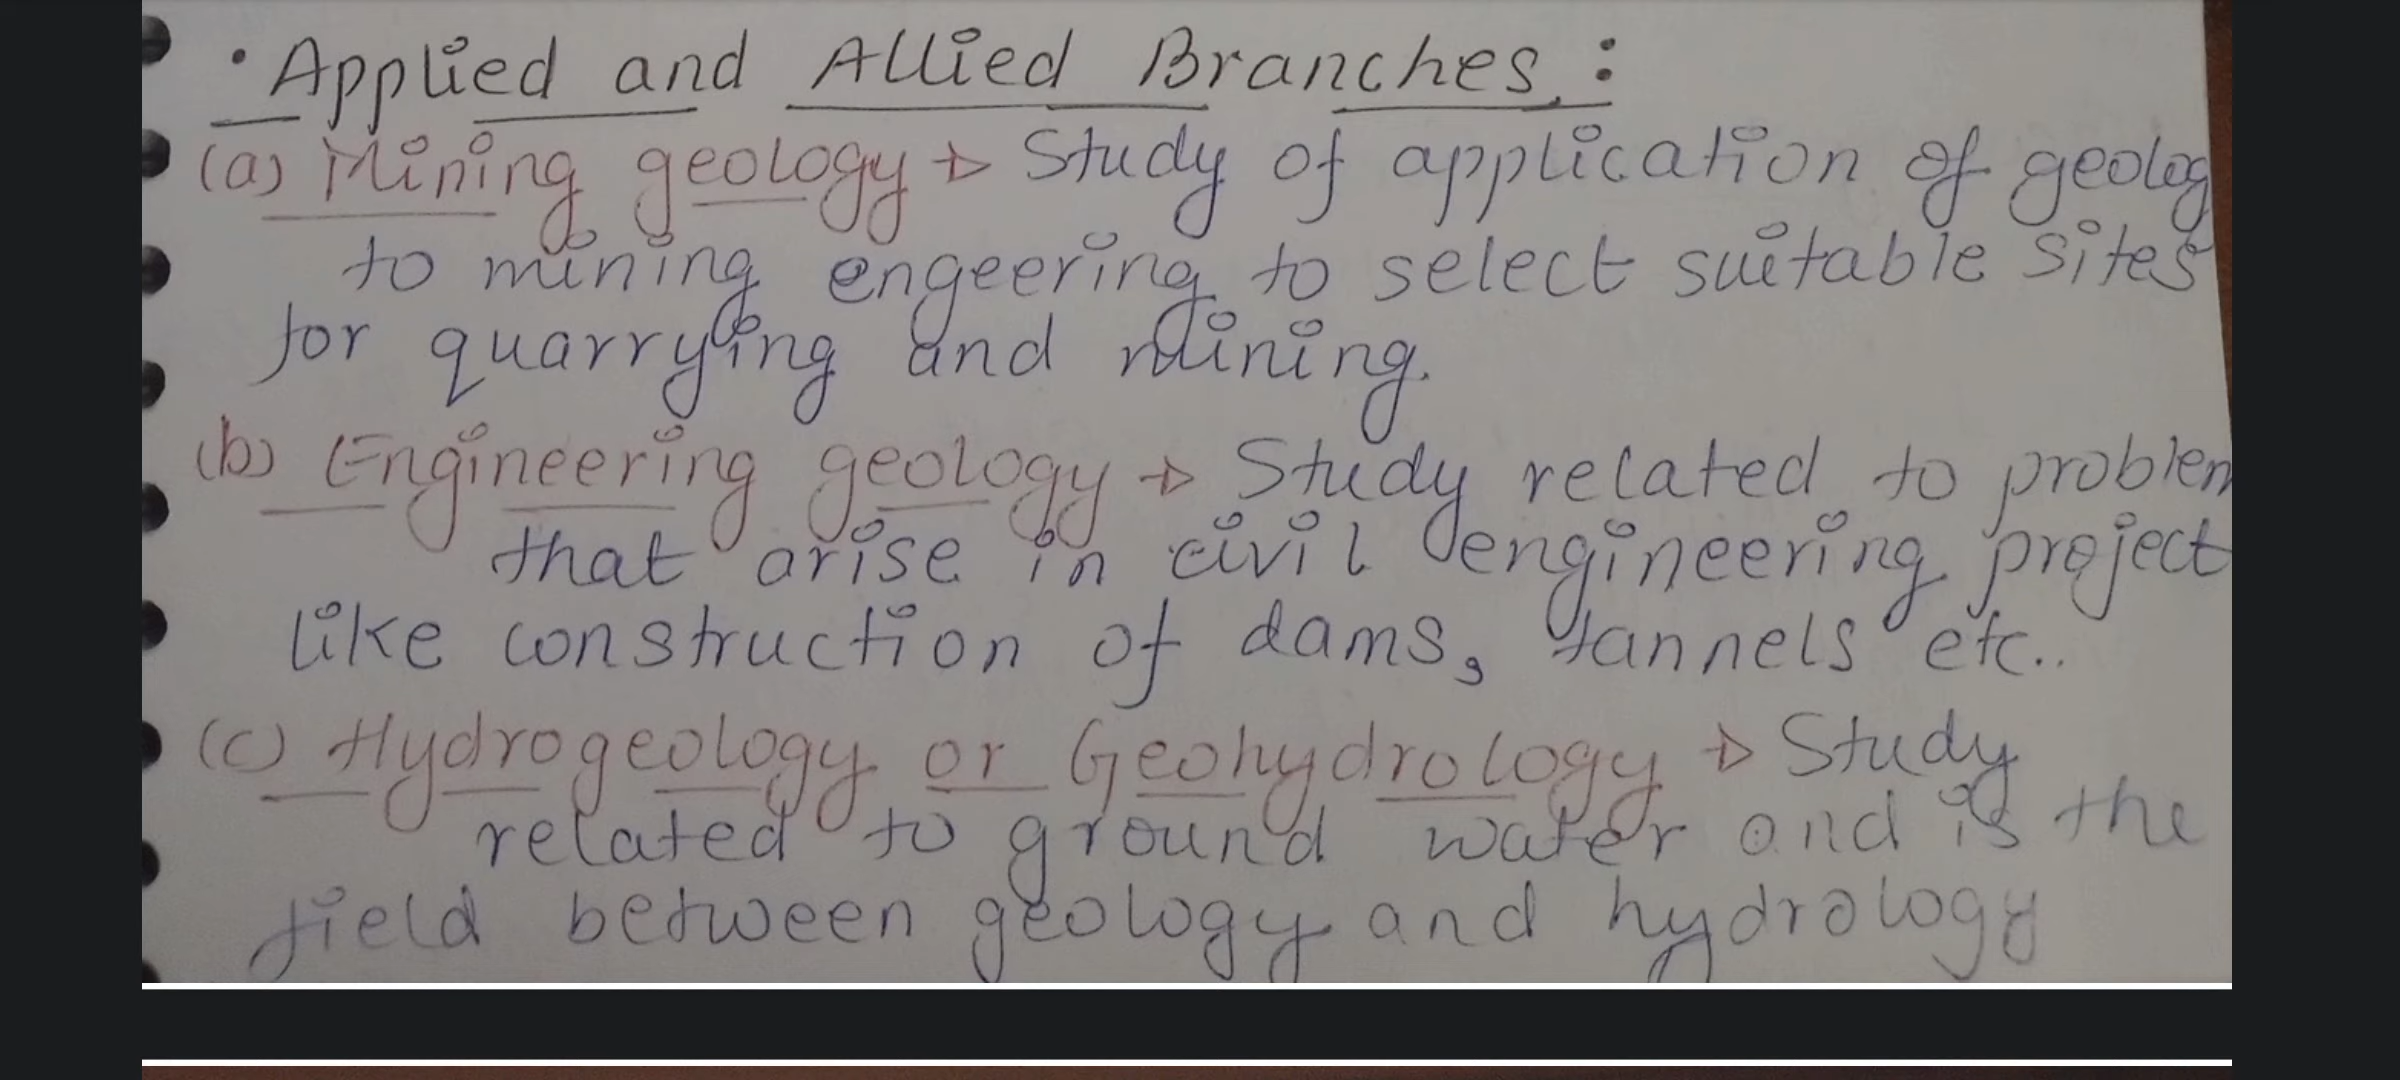 • Applied and Allied Branches :
(a) Mining geology → Study of application of geolog
to mining engeering to select suitable sites
for quarrying and mining.
(b) Engineering geology → Study related to problem
that arise in civil engineering project
like construction of dams, tannels etc..
(c) Hydrogeology or Geohydrology → Study
related to ground water and is the
field between geology and hydrology